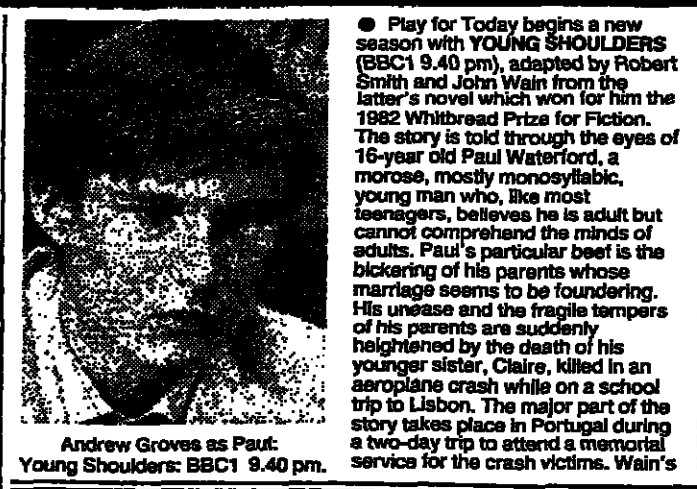 Andrew Groves as Paul:
Young Shoulders: BBC1 9.40 pm.
● Play for Today begins a new
season with YOUNG SHOULDERS
(BBC1 9.40 pm), adapted by Robert
Smith and John Wain from the
latter's novel which won for him the
1982 Whitbread Prize for Fiction.
The story is told through the eyes of
16-year old Paul Waterford, a
morose, mostly monosyllabic,
young man who, like most
teenagers, believes he is adult but
cannot comprehend the minds of
adults. Paul's particular beef is the
bickering of his parents whose
marriage seems to be foundering.
His unease and the fragile tempers
of his parents are suddenly
heightened by the death of his
younger sister, Claire, killed in an
aeroplane crash while on a school
trip to Lisbon. The major part of the
story takes place in Portugal during
a two-day trip to attend a memorial
service for the crash victims. Wain's